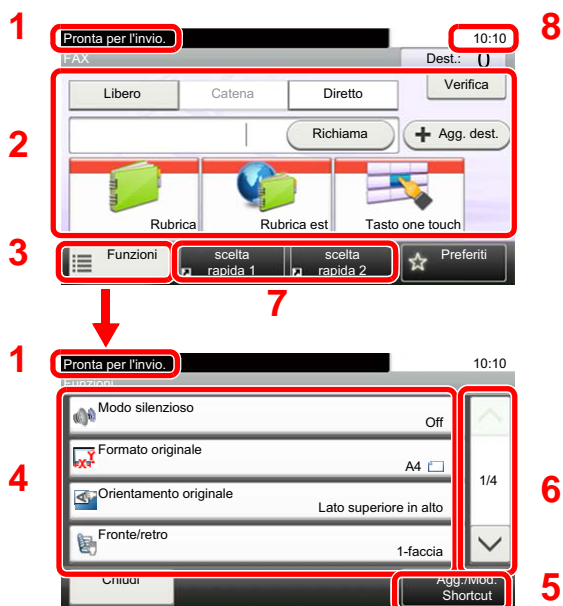 1
Pronta per l'invio.
10:10
8
FAX
Dest.: 0
2
Libero
Catena
Diretto
Verifica
Richiama
Agg. dest.
Rubrica
Rubrica est
Tasto one touch
3
Funzioni
scelta
rapida 1
scelta
rapida 2
Preferiti
7
1
Pronta per l'invio.
10:10
Funzioni
4
Modo silenzioso
Off
Formato originale
A4
Orientamento originale
Lato superiore in alto
Fronte/retro
1-faccia
1/4
6
Chiudi
Agg./Mod.
Shortcut
5